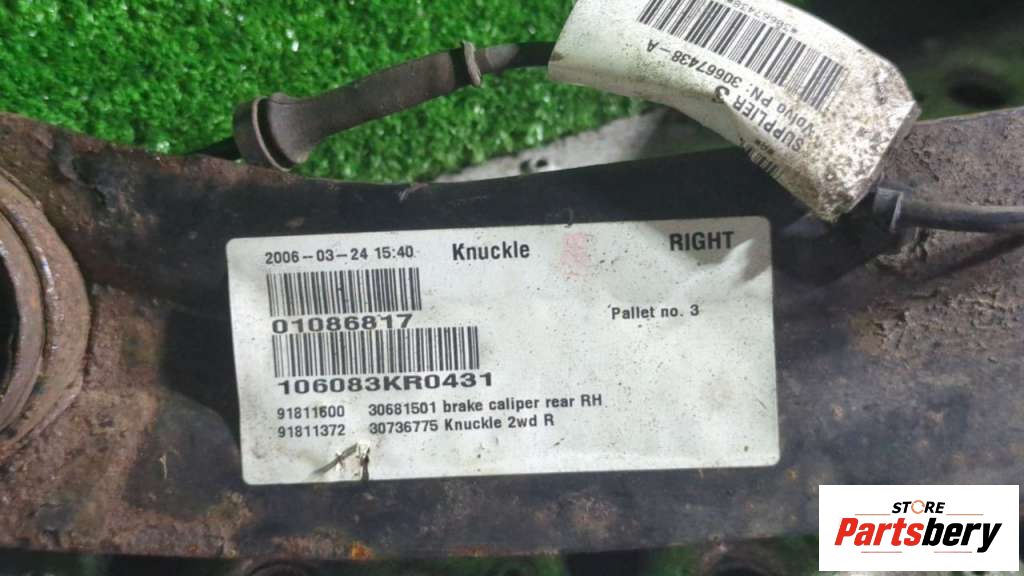 SUPPLIER 3
Volvo PN: 30667438-A
2006-03-24 15:40 Knuckle RIGHT
01086817 Pallet no. 3
106083KR0431
91811600 30681501 brake caliper rear RH
91811372 30736775 Knuckle 2wd R
STORE
Partsbery